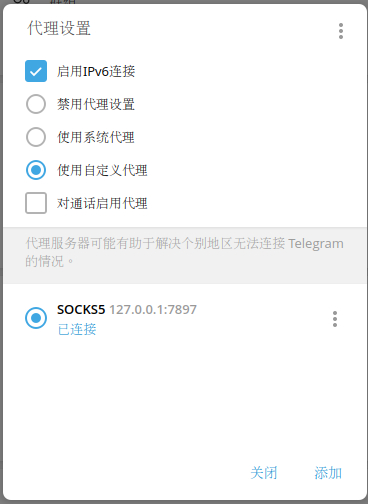 代理设置
启用IPv6连接
禁用代理设置
使用系统代理
使用自定义代理
对通话启用代理
代理服务器可能有助于解决个别地区无法连接 Telegram
的情况。
SOCKS5 127.0.0.1:7897
已连接
关闭 添加